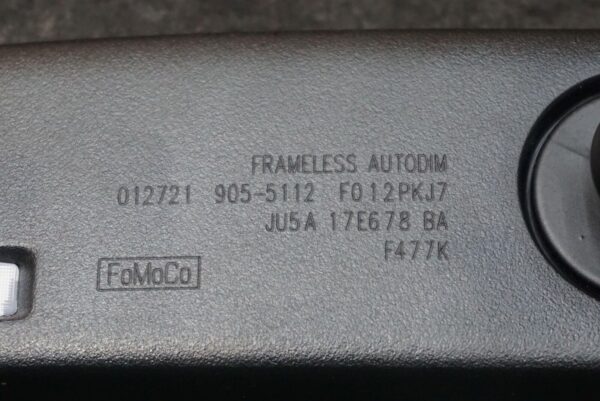 FRAMELESS AUTODIM
012721 905-5112 F012PKJ7
JU5A 17E678 BA
F477K
FoMoCo